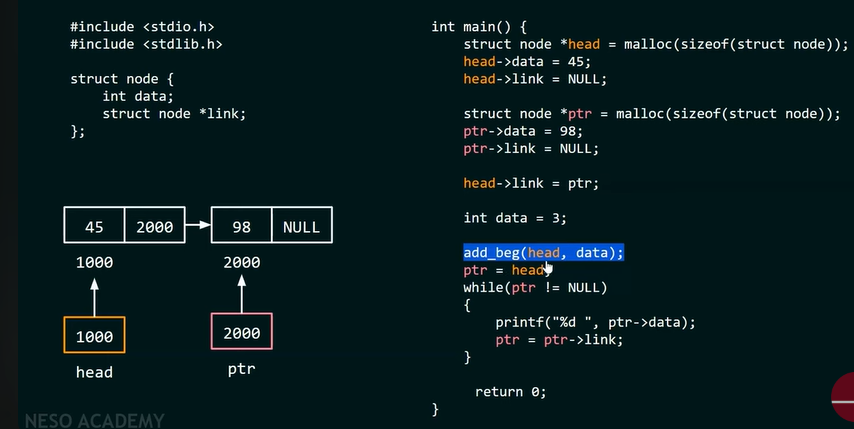 #include <stdio.h>
#include <stdlib.h>
struct node {
int data;
struct node *link;
};
45 2000 98 NULL
1000 2000
1000 2000
head ptr
NESO ACADEMY
int main() {
struct node *head = malloc(sizeof(struct node));
head->data = 45;
head->link = NULL;
struct node *ptr = malloc(sizeof(struct node));
ptr->data = 98;
ptr->link = NULL;
head->link = ptr;
int data = 3;
add_beg(head, data);
ptr = head;
while(ptr != NULL)
{
printf("%d ", ptr->data);
ptr = ptr->link;
}
return 0;
}